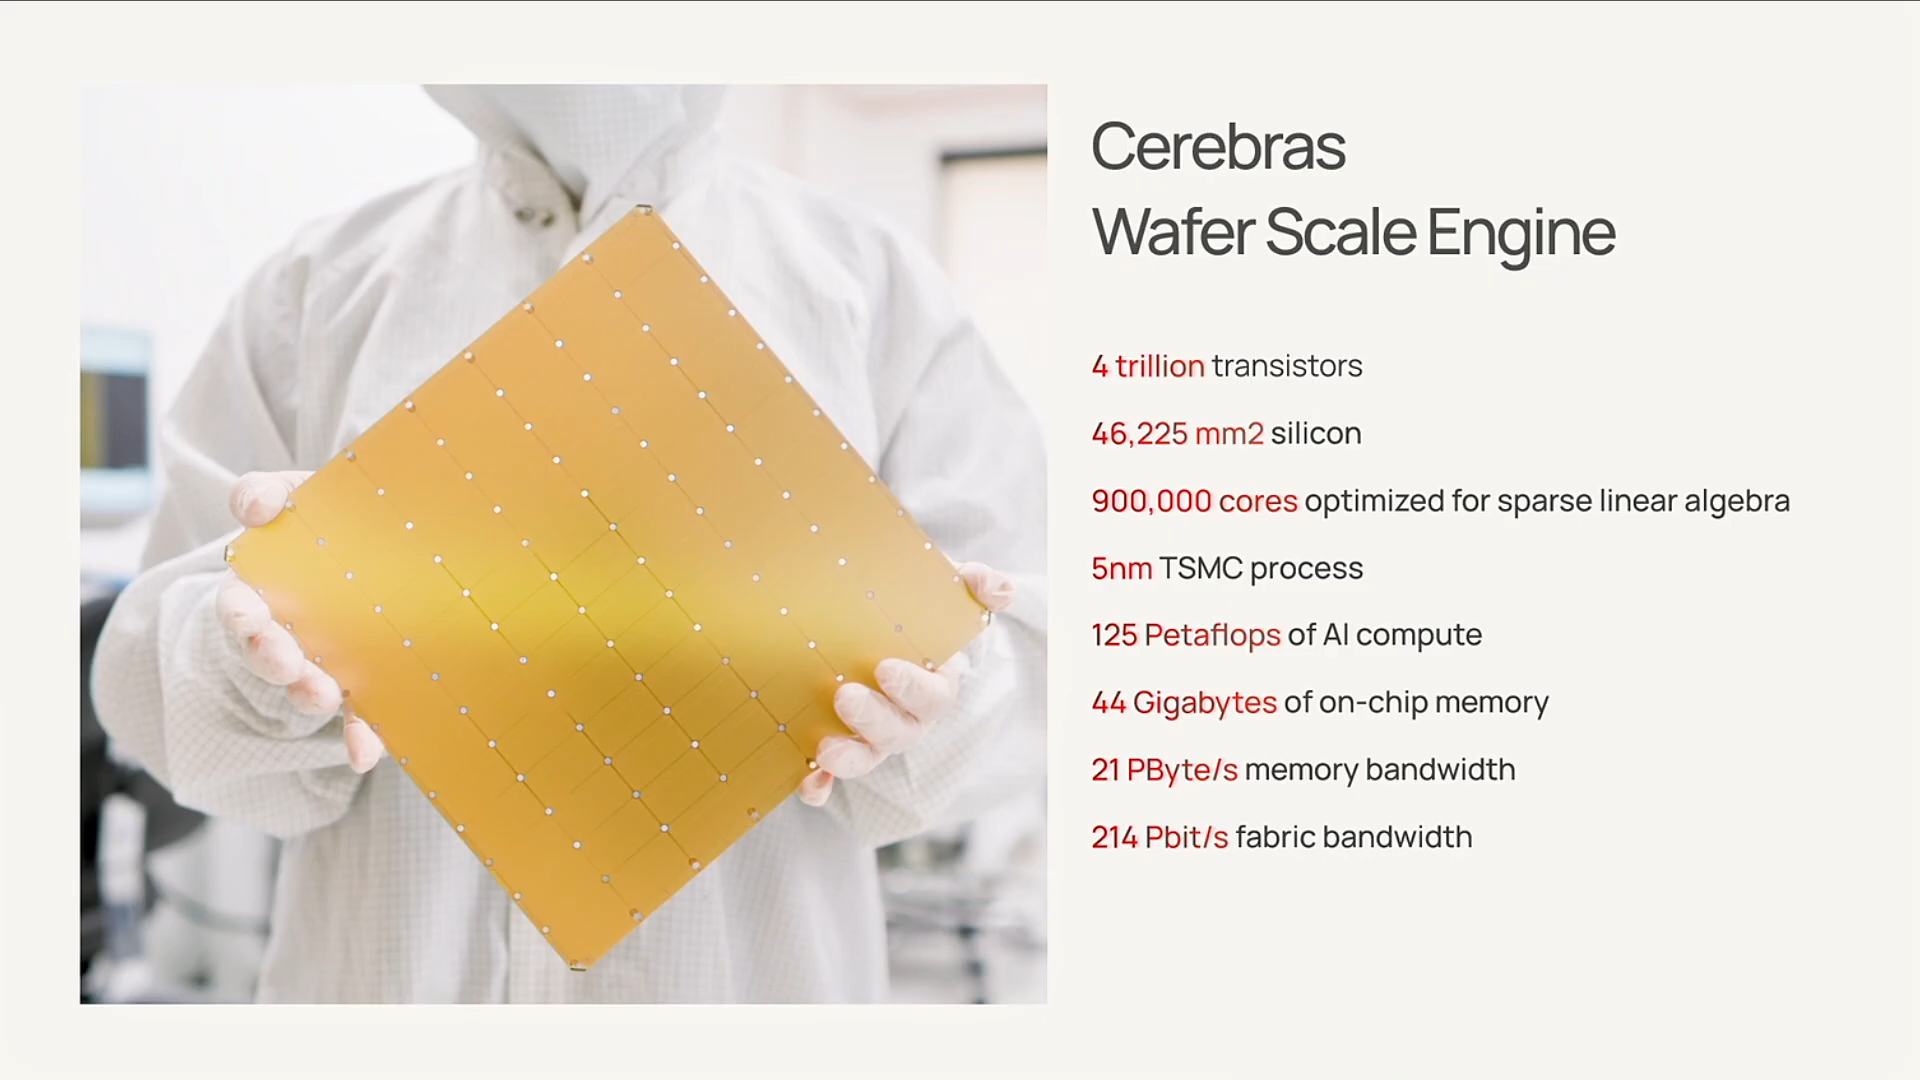 Cerebras
Wafer Scale Engine
4 trillion transistors
46,225 mm2 silicon
900,000 cores optimized for sparse linear algebra
5nm TSMC process
125 Petaflops of AI compute
44 Gigabytes of on-chip memory
21 PByte/s memory bandwidth
214 Pbit/s fabric bandwidth